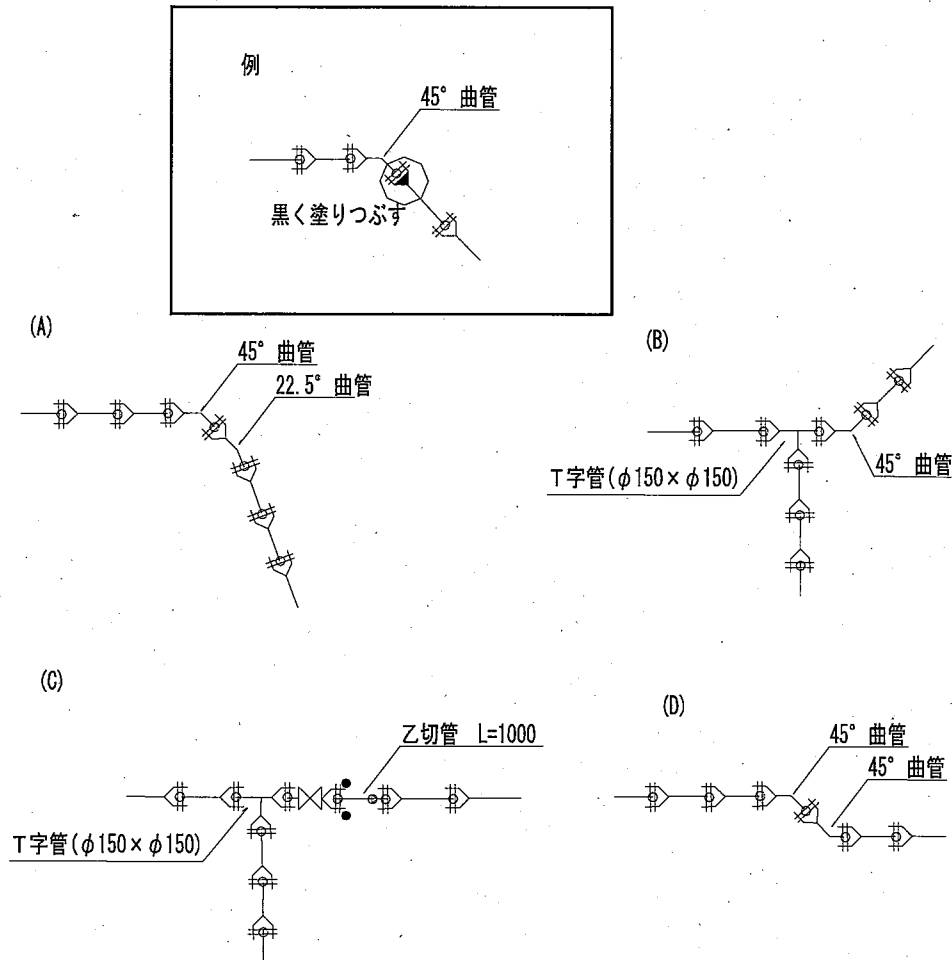 例
45° 曲管
黒く塗りつぶす
(A)
45° 曲管
22.5° 曲管
(B)
T字管(φ150×φ150)
45° 曲管
(C)
乙切管 L=1000
T字管(φ150×φ150)
(D)
45° 曲管
45° 曲管